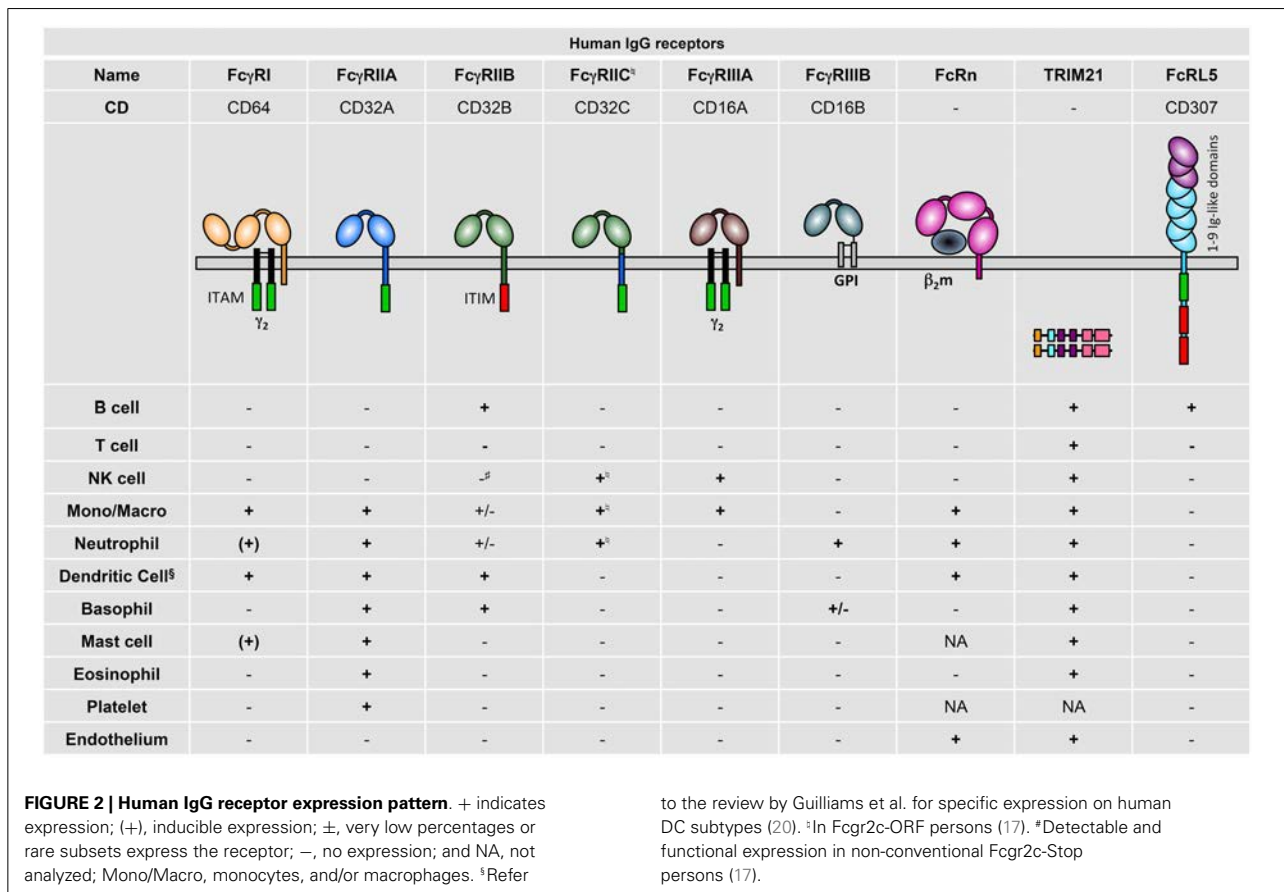 Human IgG receptors
Name FcγRI FcγRIIA FcγRIIB FcγRIIC♮ FcγRIIIA FcγRIIIB FcRn TRIM21 FcRL5
CD CD64 CD32A CD32B CD32C CD16A CD16B - - CD307
1-9 Ig-like domains
ITAM
γ₂
ITIM
γ₂
GPI
β₂m
B cell - - + - - - - + +
T cell - - - - - - - + -
NK cell - - -♯ +♮ + - - + -
Mono/Macro + + +/- +♮ + - + + -
Neutrophil (+) + +/- +♮ - + + + -
Dendritic Cell§ + + + - - - + + -
Basophil - + + - - +/- - + -
Mast cell (+) + - - - - NA + -
Eosinophil - + - - - - - + -
Platelet - + - - - - NA NA -
Endothelium - - - - - - + + -
FIGURE 2 | Human IgG receptor expression pattern. + indicates
expression; (+), inducible expression; ±, very low percentages or
rare subsets express the receptor; −, no expression; and NA, not
analyzed; Mono/Macro, monocytes, and/or macrophages. §Refer
to the review by Guilliams et al. for specific expression on human
DC subtypes (20). ♮In Fcgr2c-ORF persons (17). #Detectable and
functional expression in non-conventional Fcgr2c-Stop
persons (17).